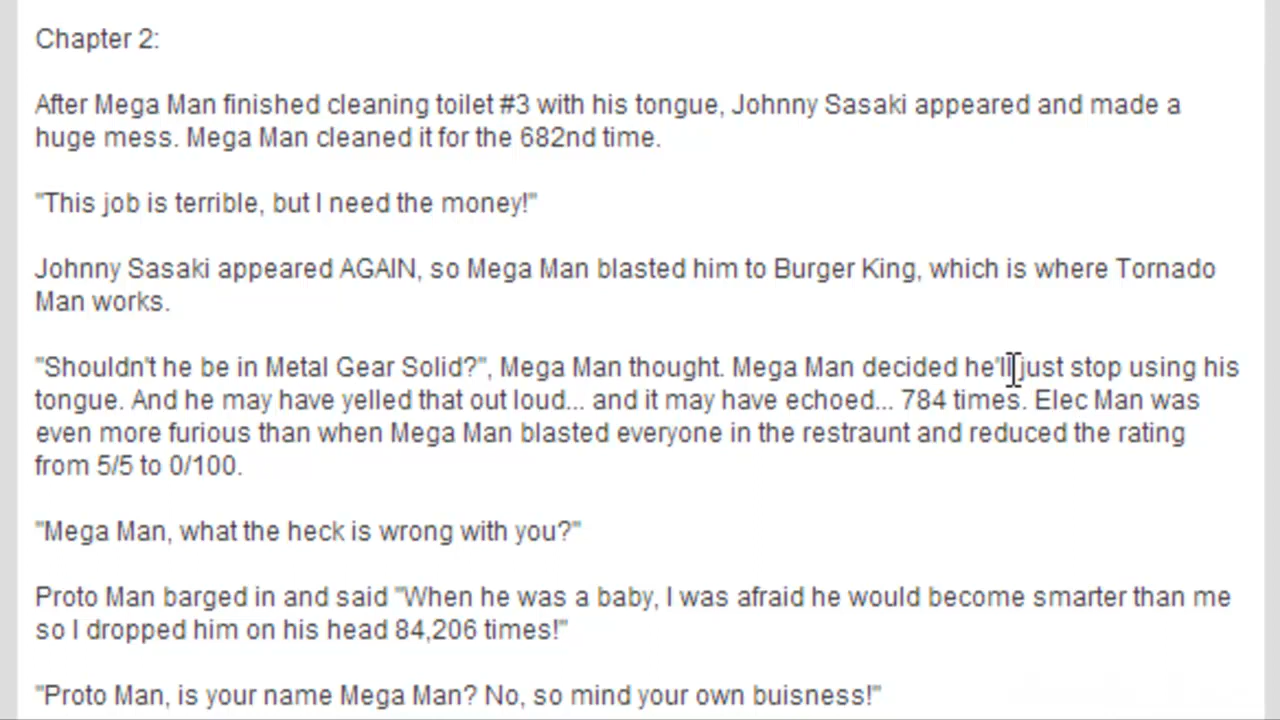 Chapter 2:
After Mega Man finished cleaning toilet #3 with his tongue, Johnny Sasaki appeared and made a
huge mess. Mega Man cleaned it for the 682nd time.
"This job is terrible, but I need the money!"
Johnny Sasaki appeared AGAIN, so Mega Man blasted him to Burger King, which is where Tornado
Man works.
"Shouldn't he be in Metal Gear Solid?", Mega Man thought. Mega Man decided he'll just stop using his
tongue. And he may have yelled that out loud... and it may have echoed... 784 times. Elec Man was
even more furious than when Mega Man blasted everyone in the restraunt and reduced the rating
from 5/5 to 0/100.
"Mega Man, what the heck is wrong with you?"
Proto Man barged in and said "When he was a baby, I was afraid he would become smarter than me
so I dropped him on his head 84,206 times!"
"Proto Man, is your name Mega Man? No, so mind your own buisness!"